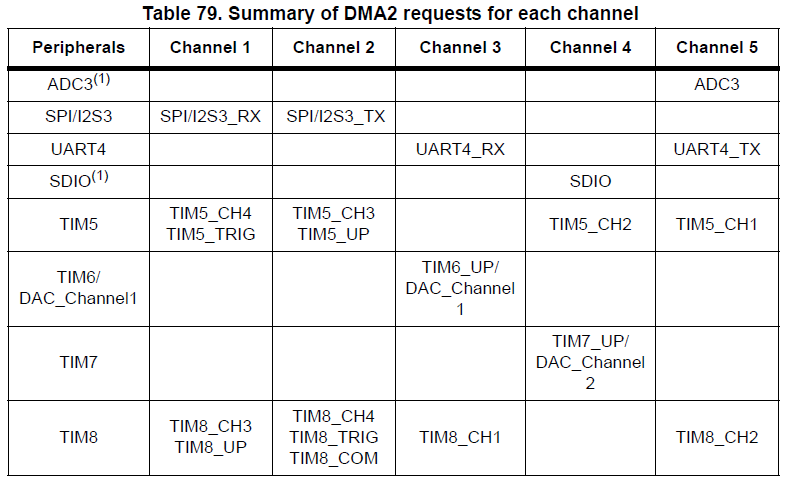 Table 79. Summary of DMA2 requests for each channel
Peripherals Channel 1 Channel 2 Channel 3 Channel 4 Channel 5
ADC3(1) ADC3
SPI/I2S3 SPI/I2S3_RX SPI/I2S3_TX
UART4 UART4_RX UART4_TX
SDIO(1) SDIO
TIM5 TIM5_CH4 TIM5_CH3 TIM5_CH2 TIM5_CH1
TIM5_TRIG TIM5_UP
TIM6/ TIM6_UP/
DAC_Channel1 DAC_Channel
1
TIM7 TIM7_UP/
DAC_Channel
2
TIM8 TIM8_CH3 TIM8_CH4 TIM8_CH1 TIM8_CH2
TIM8_UP TIM8_TRIG
TIM8_COM